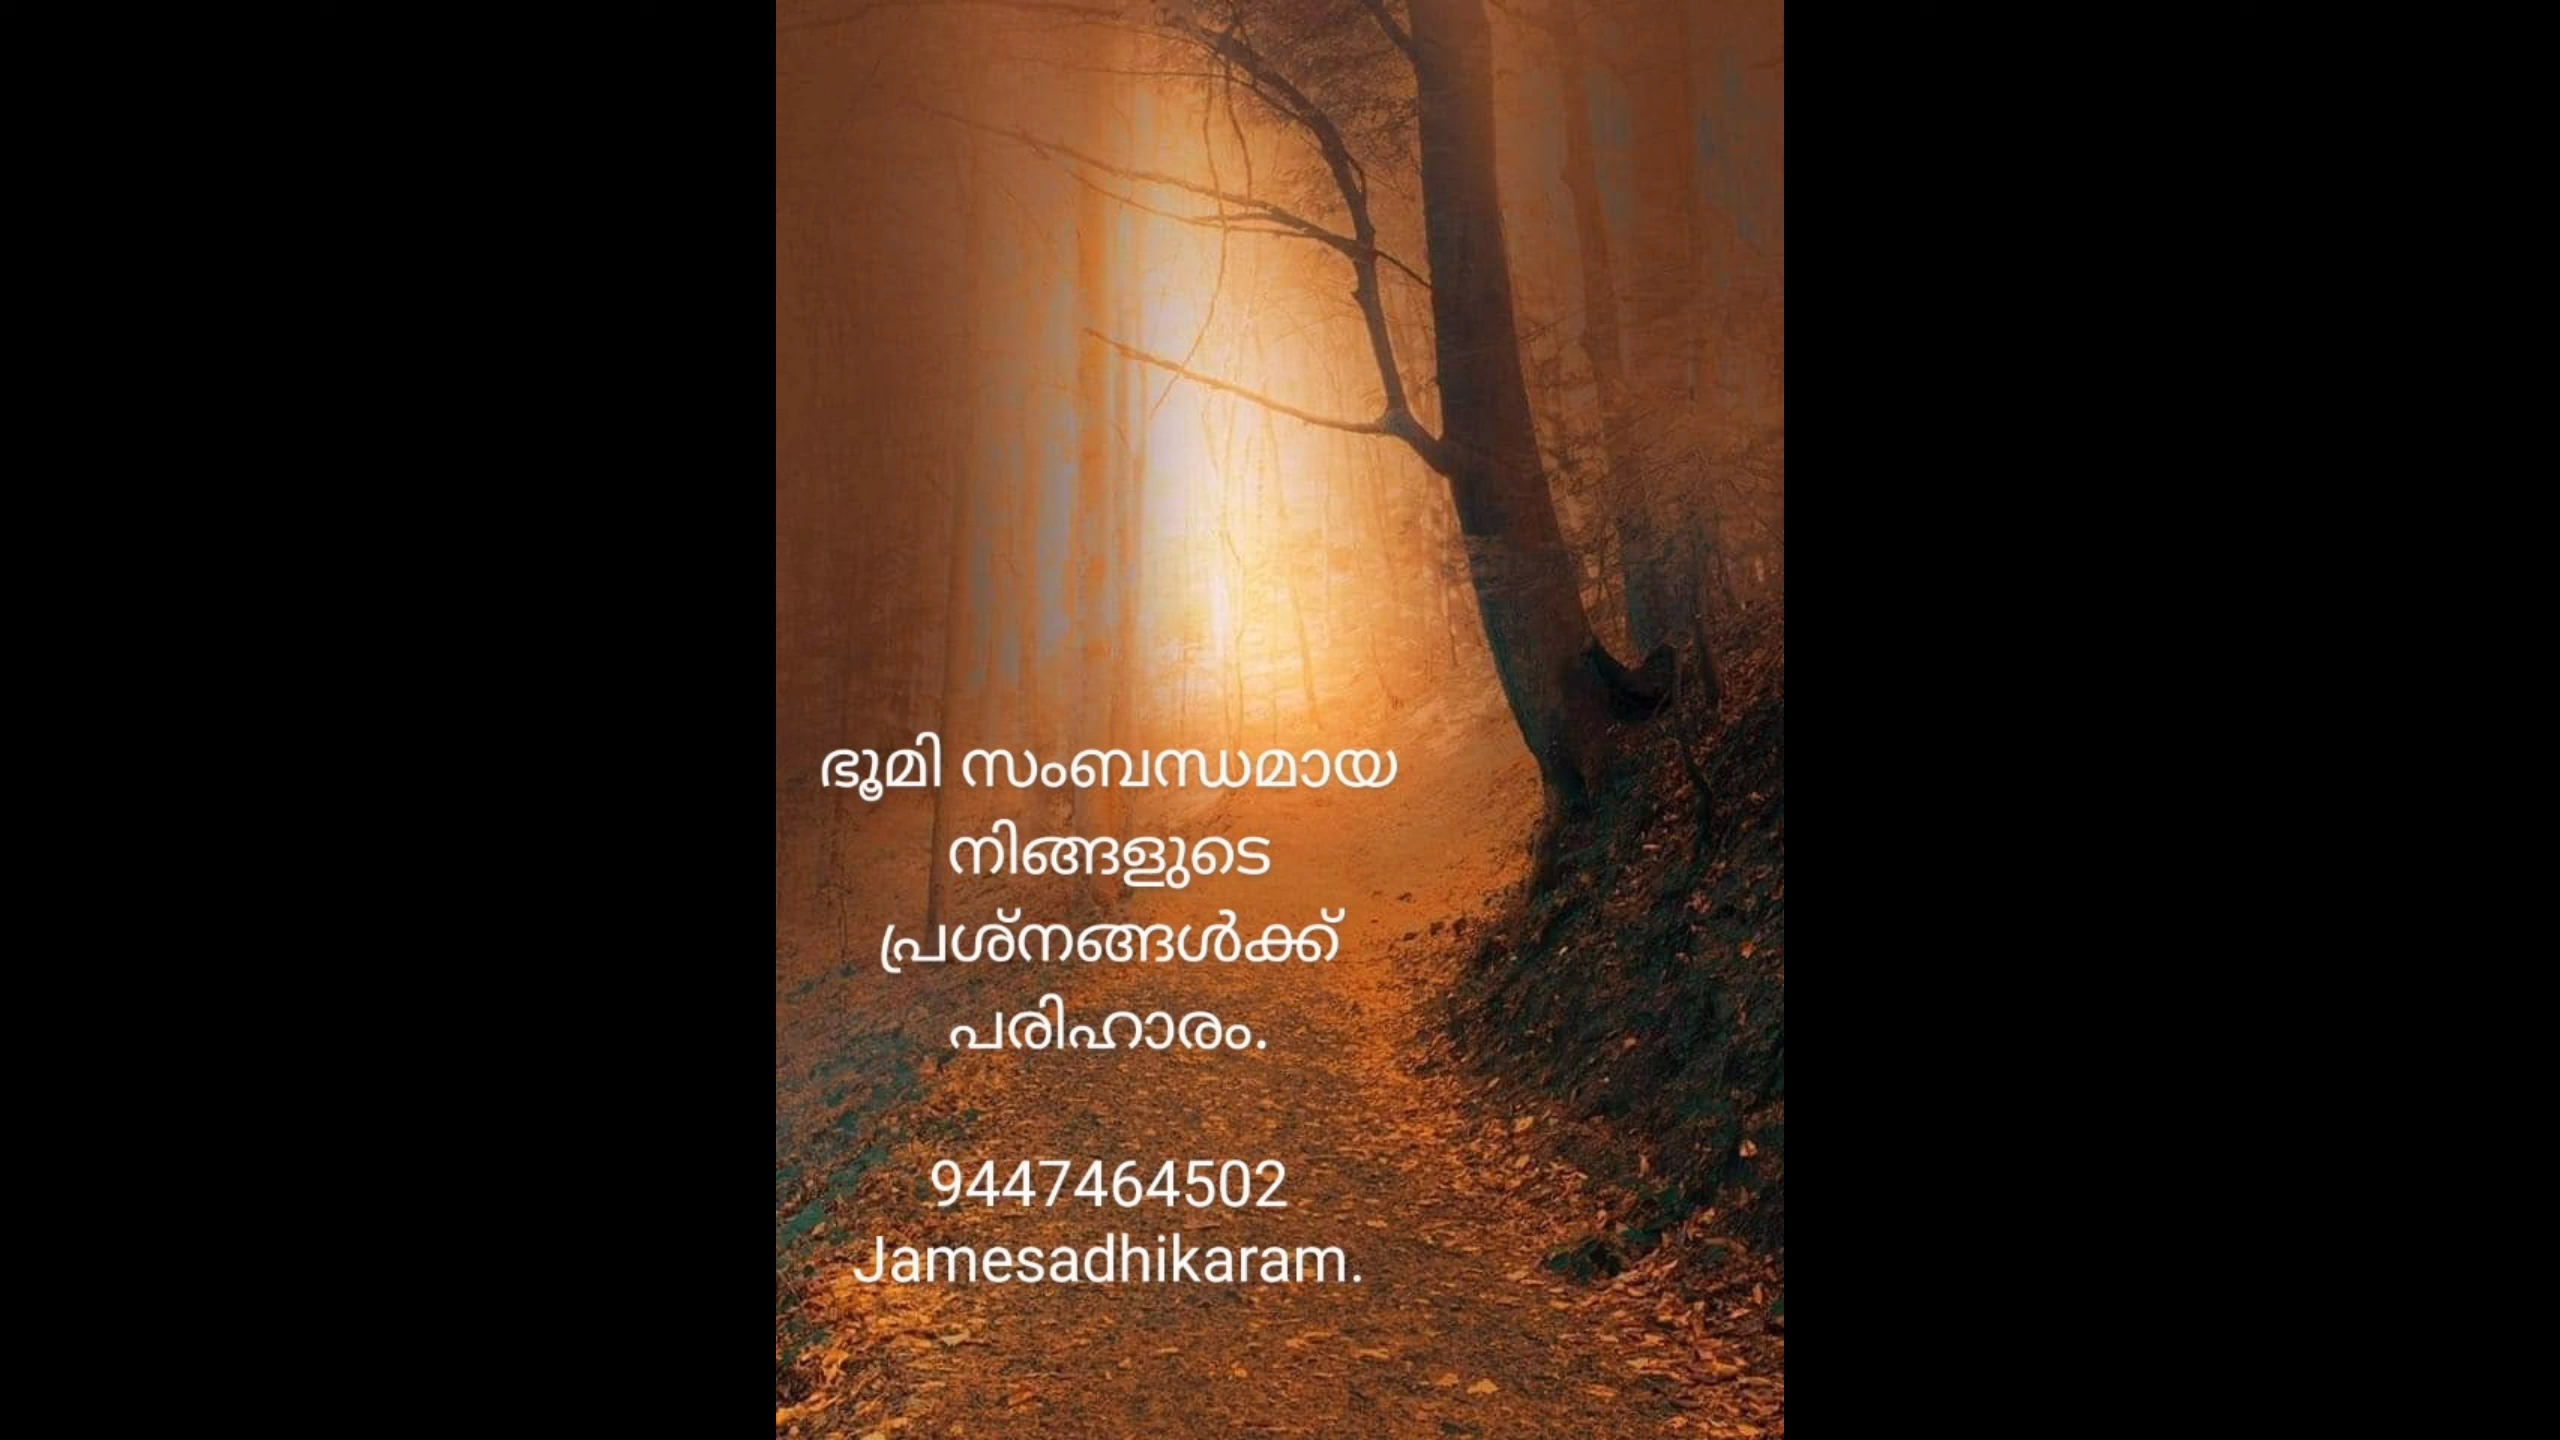 ഭൂമി സംബന്ധമായ
നിങ്ങളുടെ
പ്രശ്നങ്ങൾക്ക്
പരിഹാരം.
9447464502
Jamesadhikaram.